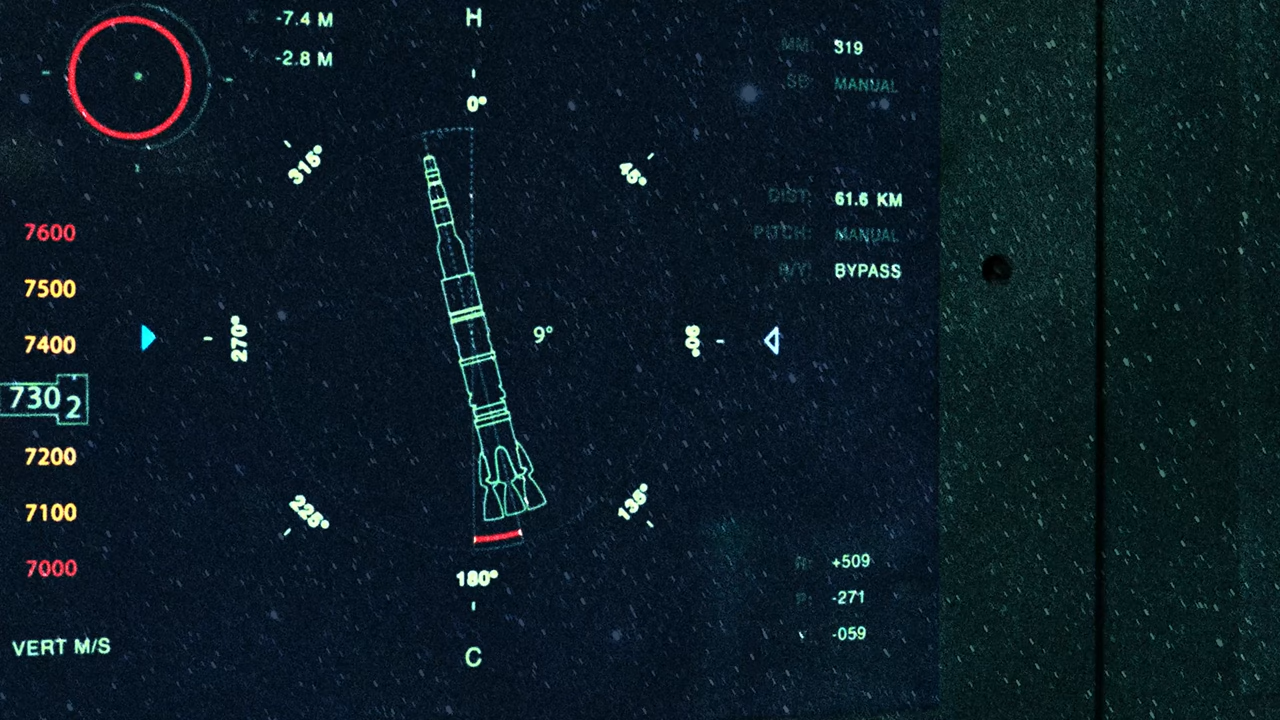 X: -7.4 M
Y: -2.8 M
H
0°
45°
90°
135°
180°
225°
270°
315°
C
9°
7600
7500
7400
7302
7200
7100
7000
VERT M/S
MM: 319
SB: MANUAL
DIST: 61.6 KM
PITCH: MANUAL
R/Y: BYPASS
R: +509
P: -271
-059